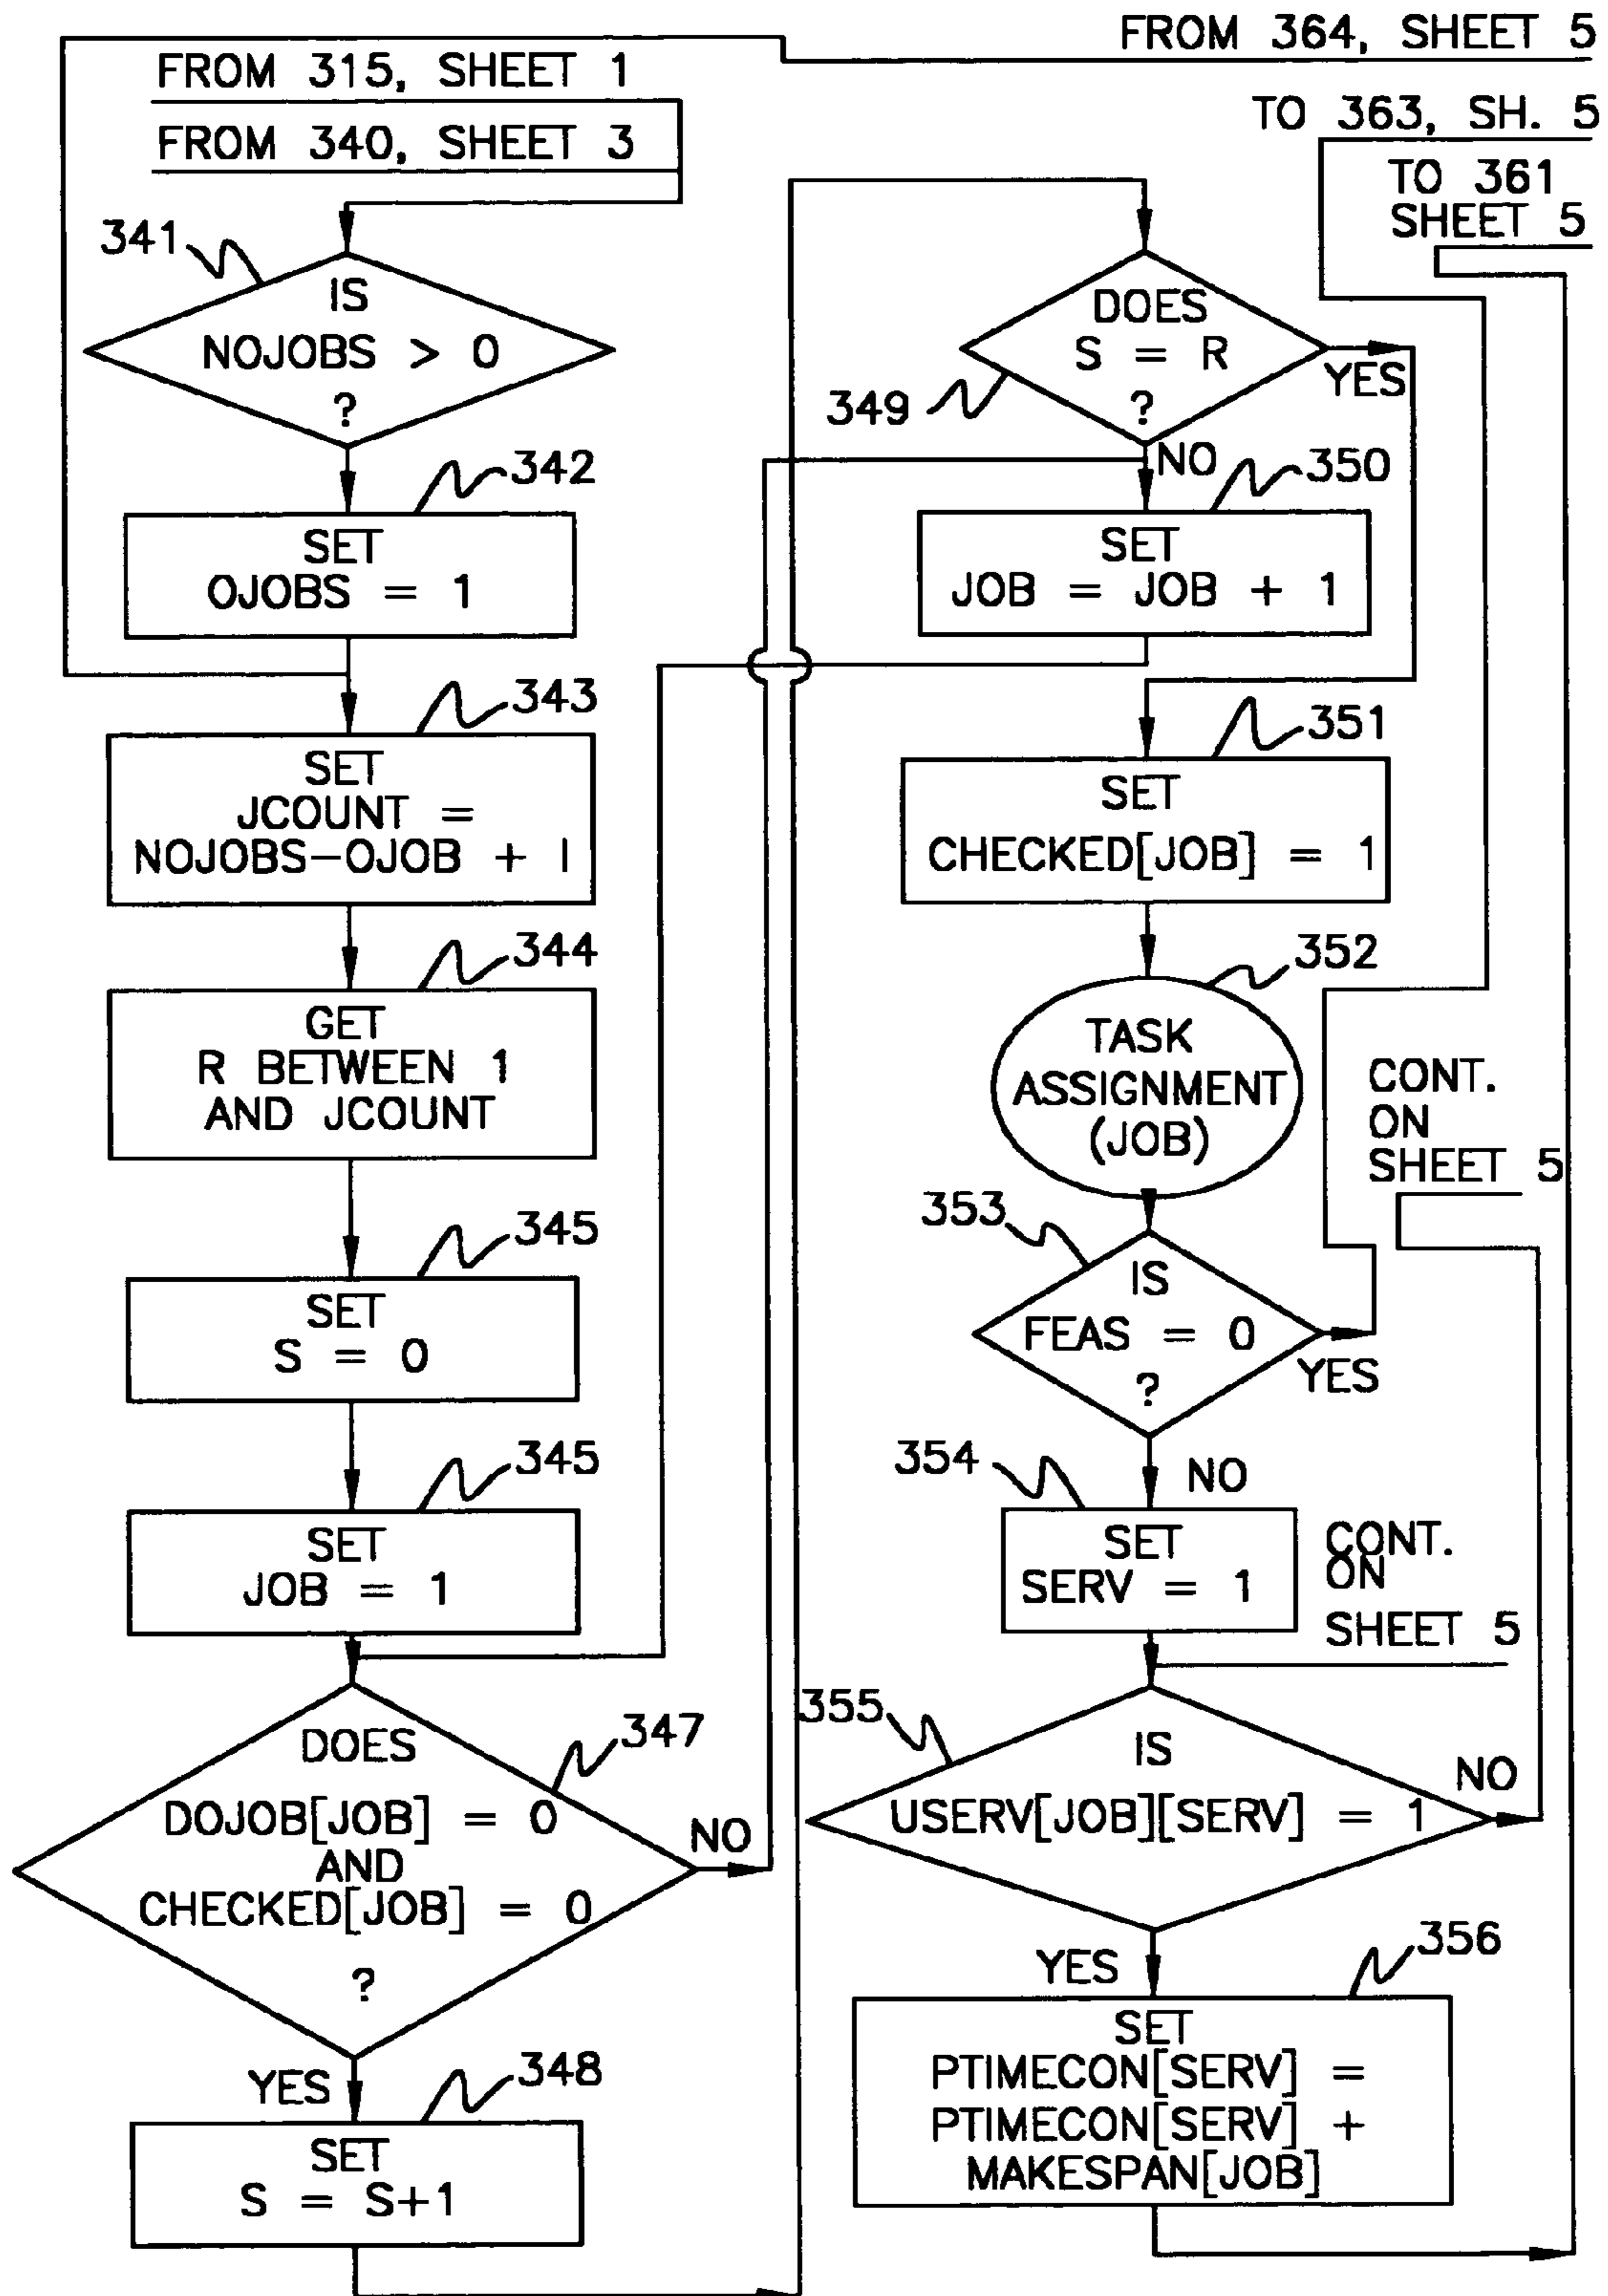 FROM 364, SHEET 5
FROM 315, SHEET 1
FROM 340, SHEET 3
341
IS
NOJOBS > 0
?
342
SET
OJOBS = 1
343
SET
JCOUNT =
NOJOBS-OJOB + I
344
GET
R BETWEEN 1
AND JCOUNT
345
SET
S = 0
345
SET
JOB = 1
347
DOES
DOJOB[JOB] = 0
AND
CHECKED[JOB] = 0
?
NO
YES
348
SET
S = S+1
TO 363, SH. 5
TO 361
SHEET 5
DOES
S = R
?
349
YES
NO
350
SET
JOB = JOB + 1
351
SET
CHECKED[JOB] = 1
352
TASK
ASSIGNMENT
(JOB)
CONT.
ON
SHEET 5
353
IS
FEAS = 0
?
YES
354
NO
SET
SERV = 1
CONT.
ON
SHEET 5
355
IS
USERV[JOB][SERV] = 1
NO
YES
356
SET
PTIMECON[SERV] =
PTIMECON[SERV] +
MAKESPAN[JOB]